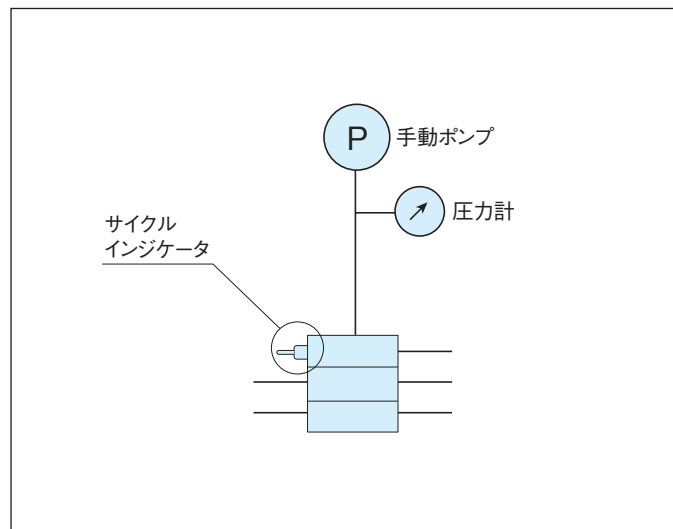 P
手動ポンプ
圧力計
サイクル
インジケータ